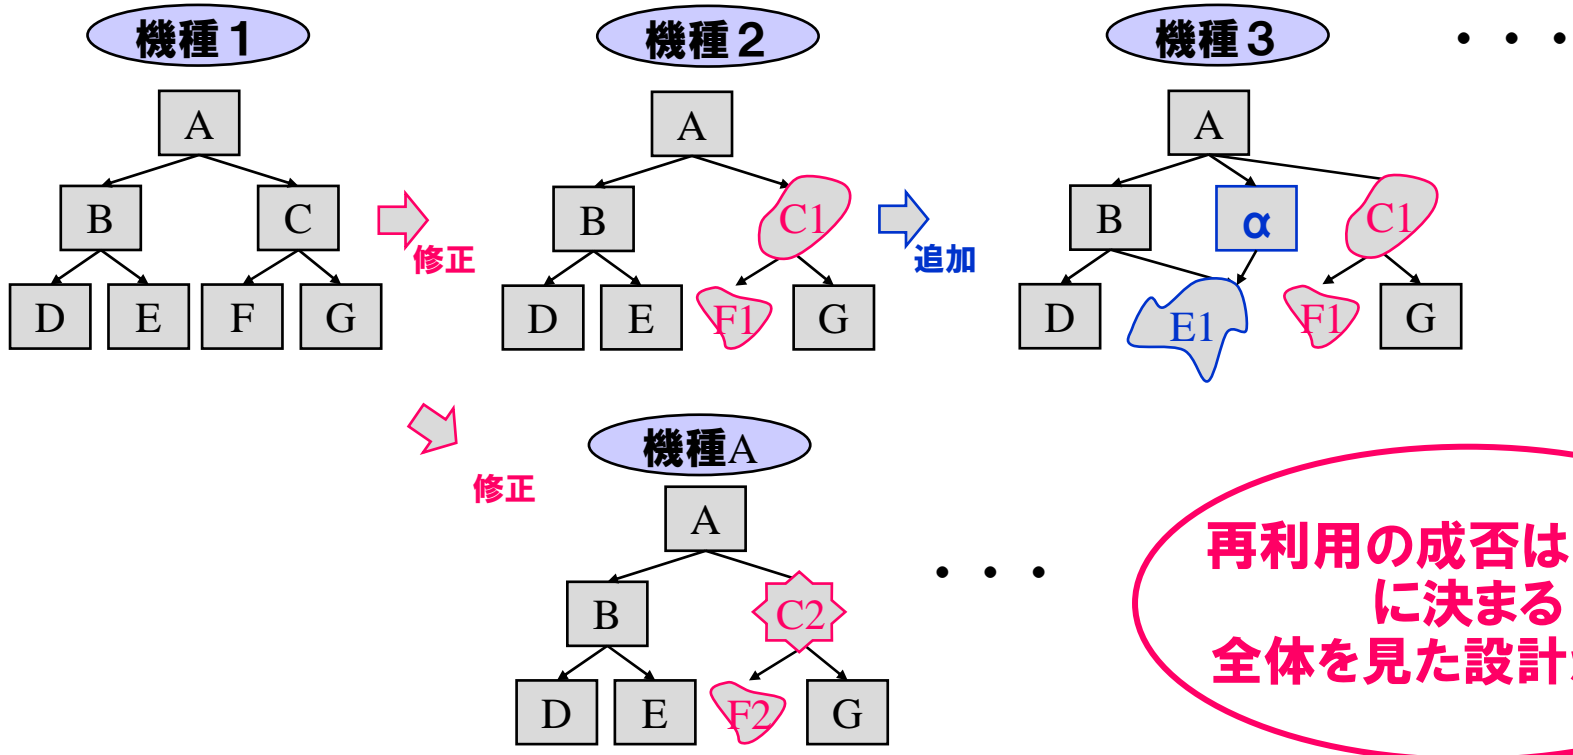 機種１
機種２
機種３
・・・
A
B
C
D
E
F
G
修正
A
B
C1
D
E
F1
G
追加
A
B
α
C1
D
E1
F1
G
修正
機種A
A
B
C2
D
E
F2
G
・・・
再利用の成否は
に決まる
全体を見た設計